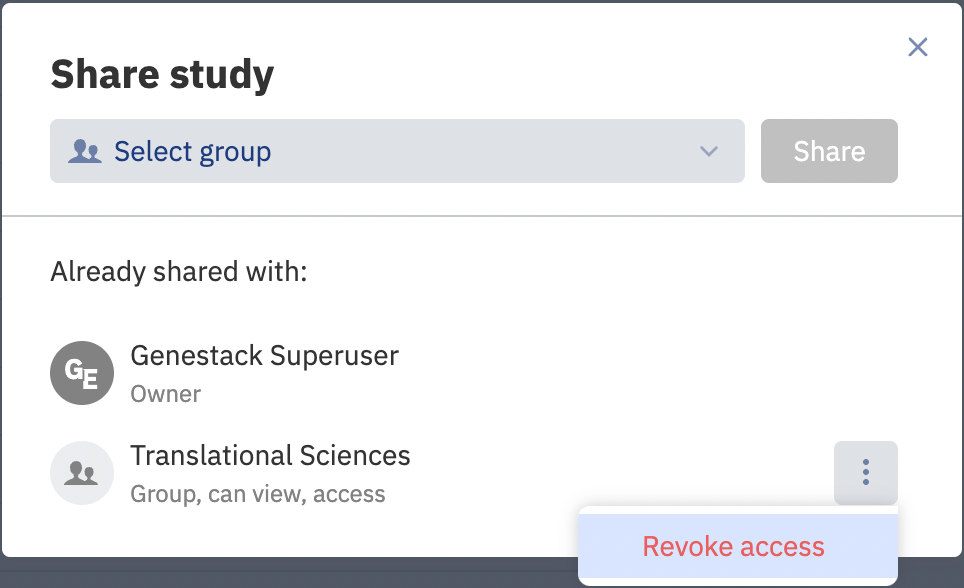 Share study
Select group
Share
Already shared with:
GE
Genestack Superuser
Owner
Translational Sciences
Group, can view, access
Revoke access